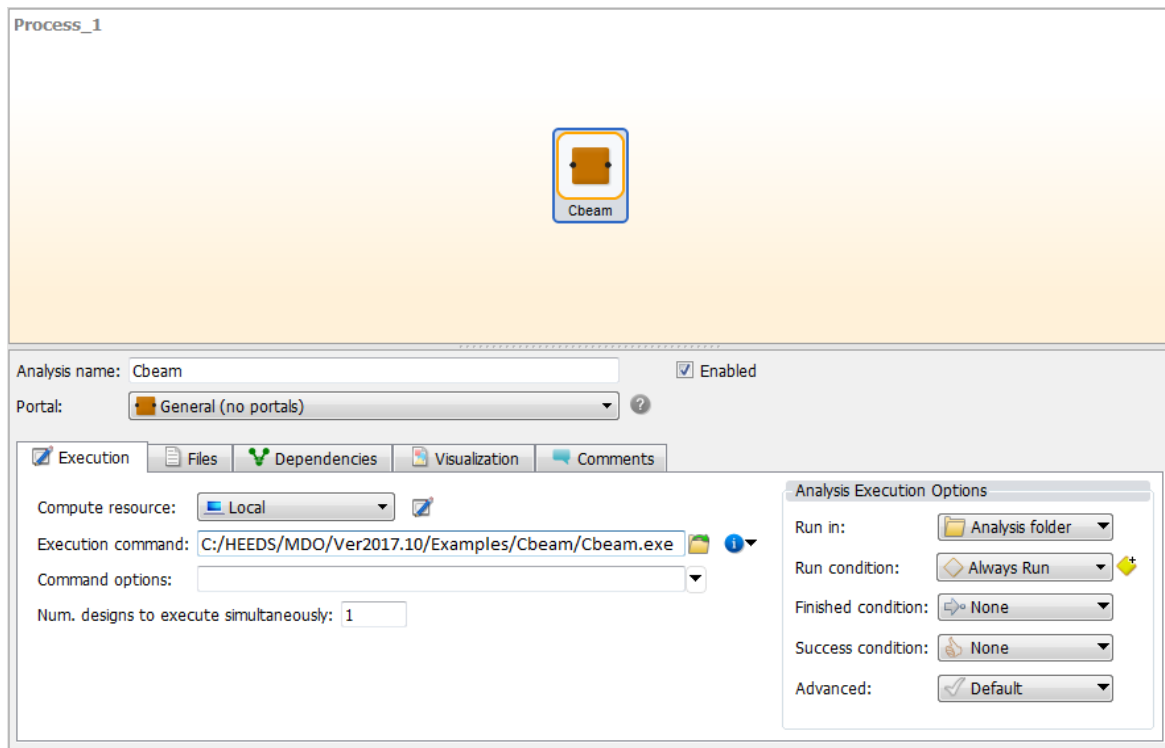 Process_1
Cbeam
Analysis name: Cbeam
Enabled
Portal: General (no portals)
?
Execution Files Dependencies Visualization Comments
Compute resource: Local
Execution command: C:/HEEDS/MDO/Ver2017.10/Examples/Cbeam/Cbeam.exe
Command options:
Num. designs to execute simultaneously: 1
Analysis Execution Options
Run in: Analysis folder
Run condition: Always Run
Finished condition: None
Success condition: None
Advanced: Default